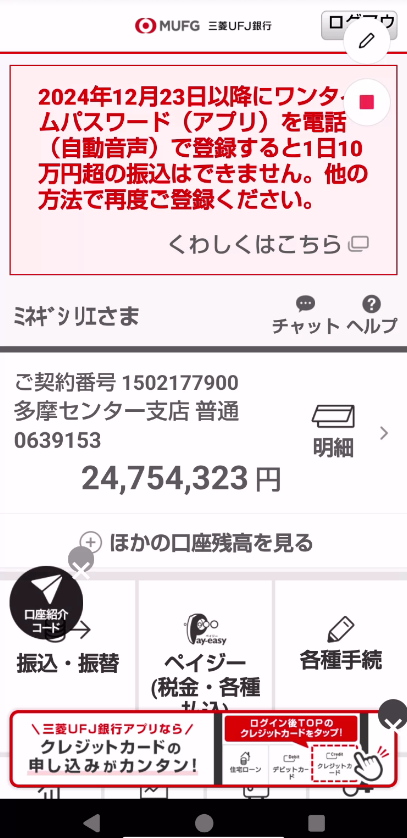 MUFG 三菱UFJ銀行
2024年12月23日以降にワンタイ
ムパスワード（アプリ）を電話
（自動音声）で登録すると1日10
万円超の振込はできません。他の
方法で再度ご登録ください。
くわしくはこちら
ﾐﾈｷﾞｼ ﾘｴさま
チャット ヘルプ
ご契約番号 1502177900
多摩センター支店 普通
0639153
明細
24,754,323 円
ほかの口座残高を見る
口座紹介
コード
振込・振替
Pay-easy
ペイジー
(税金・各種
払込)
各種手続
\ 三菱UFJ銀行アプリなら /
クレジットカードの
申し込みがカンタン!
ログイン後TOPの
クレジットカードをタップ!
住宅ローン
Debit
デビットカー
ド
Credit
クレジットカ
ード